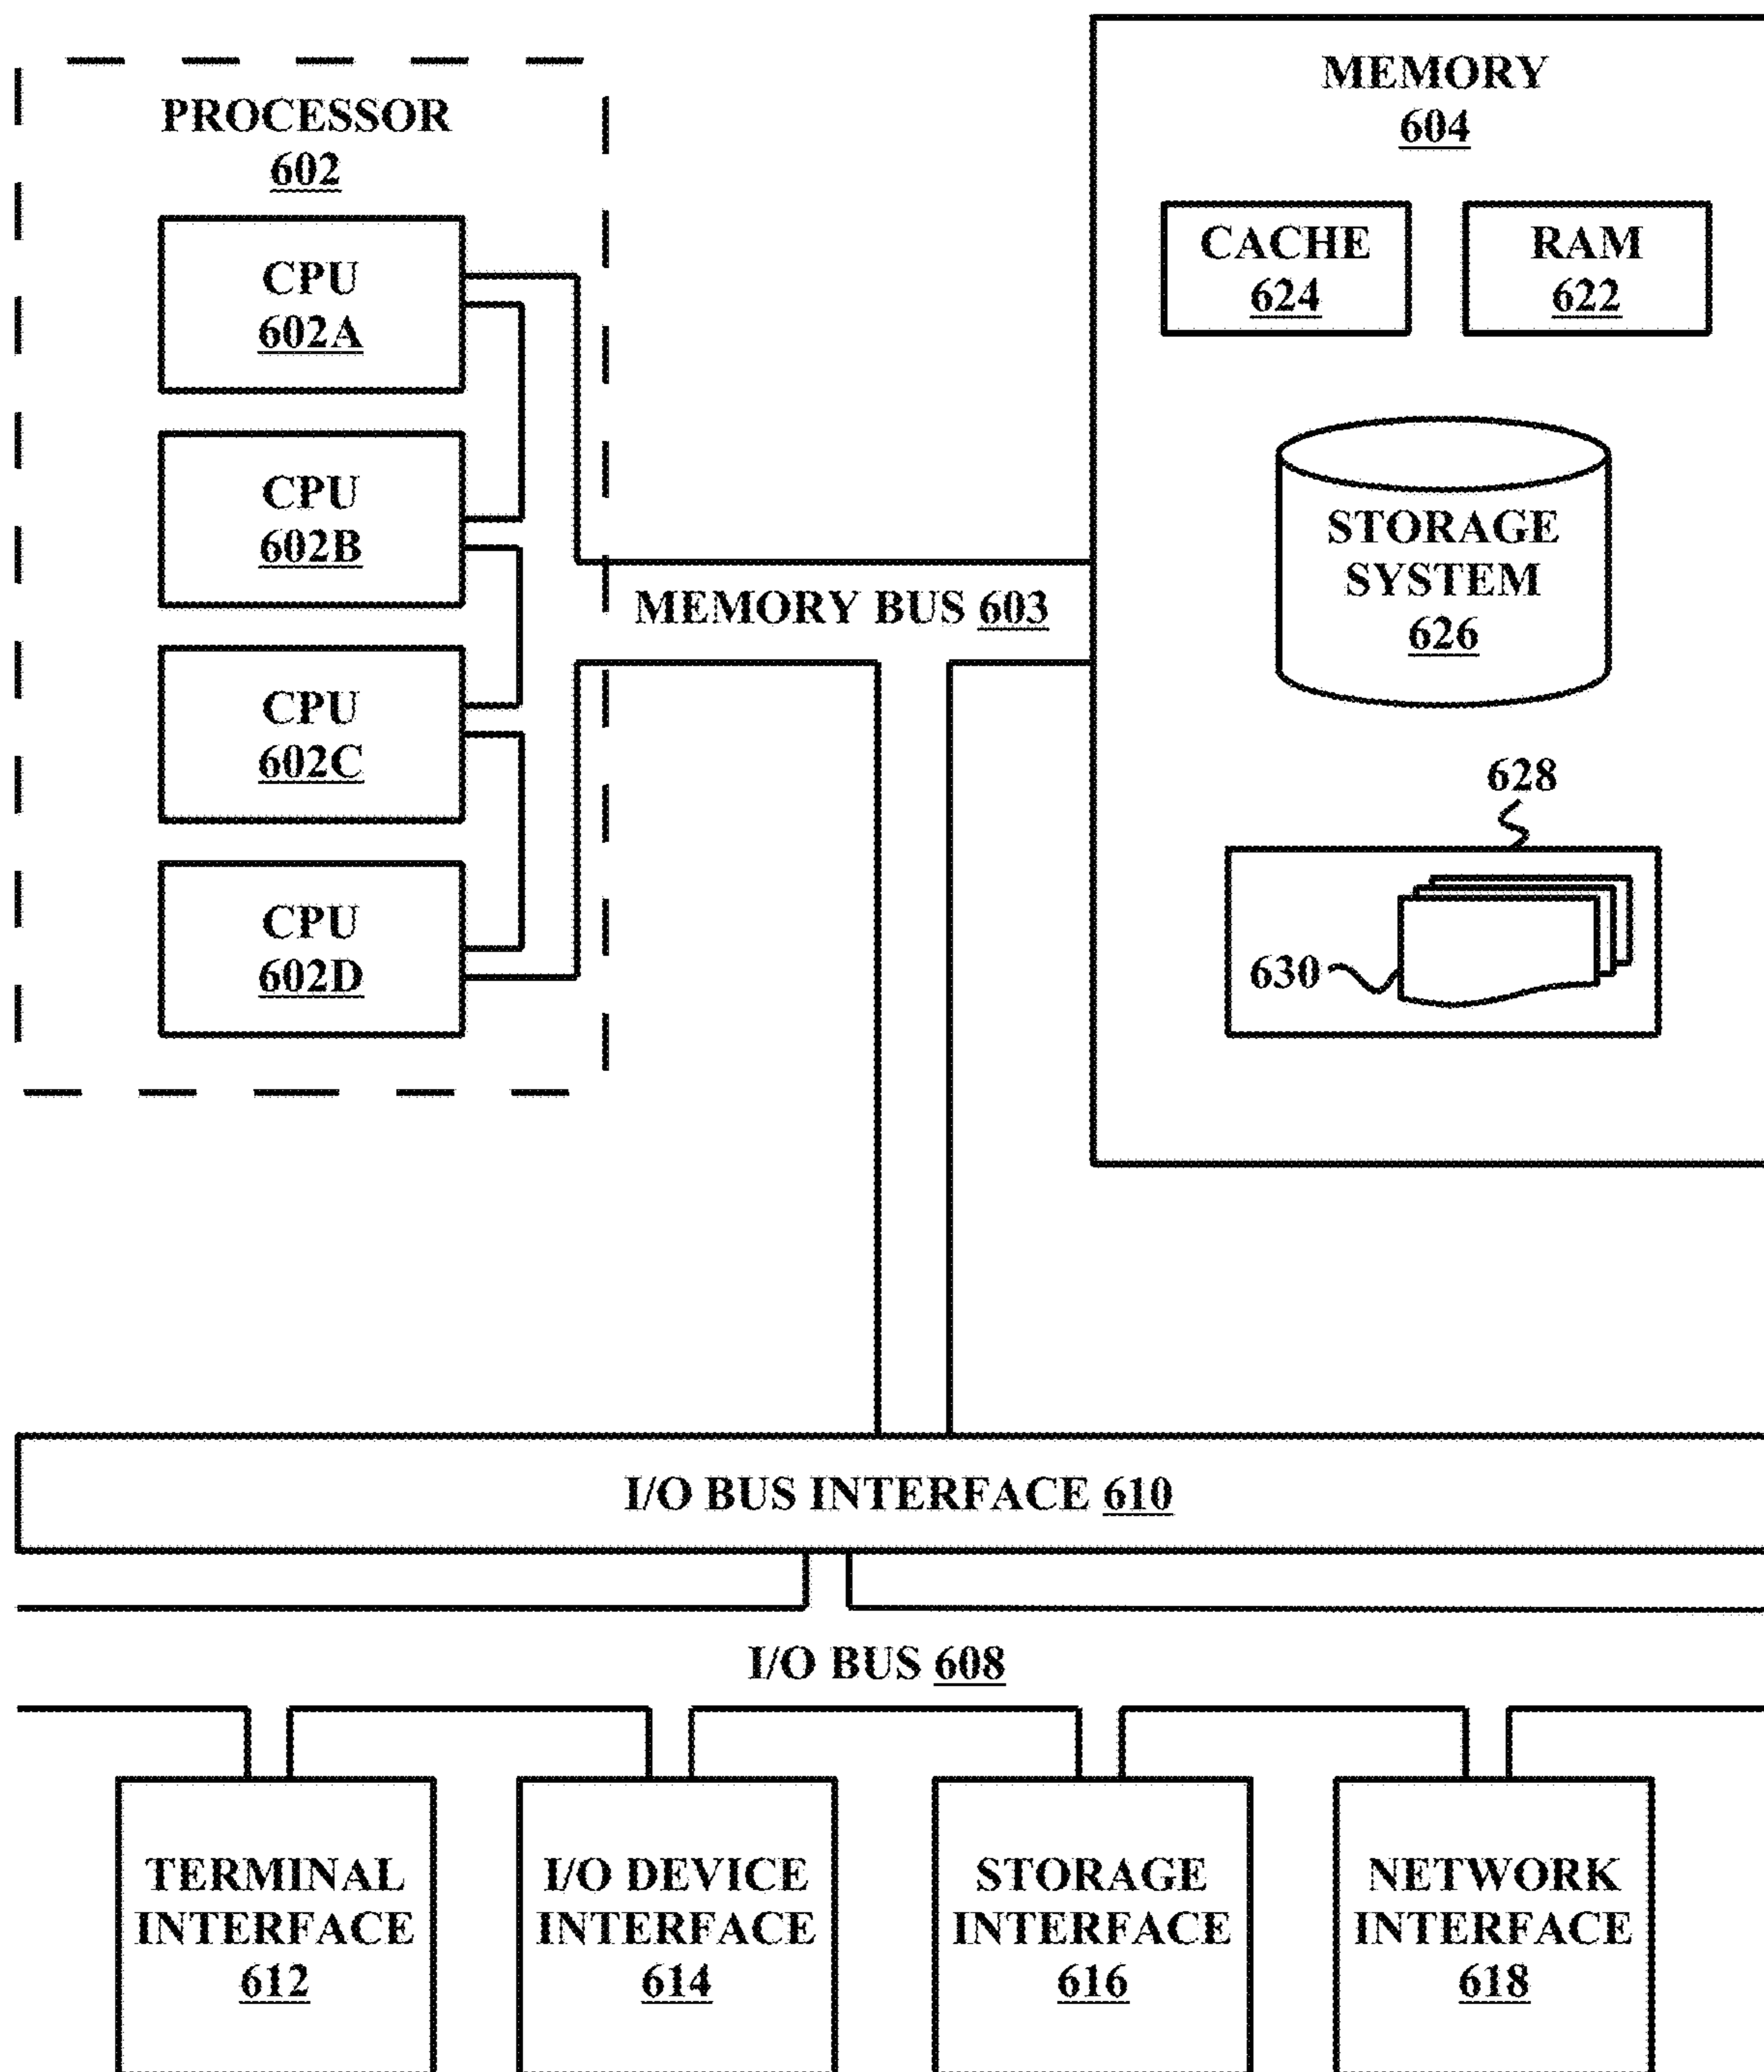 PROCESSOR
602
CPU
602A
CPU
602B
CPU
602C
CPU
602D
MEMORY BUS 603
MEMORY
604
CACHE
624
RAM
622
STORAGE
SYSTEM
626
628
630
I/O BUS INTERFACE 610
I/O BUS 608
TERMINAL
INTERFACE
612
I/O DEVICE
INTERFACE
614
STORAGE
INTERFACE
616
NETWORK
INTERFACE
618